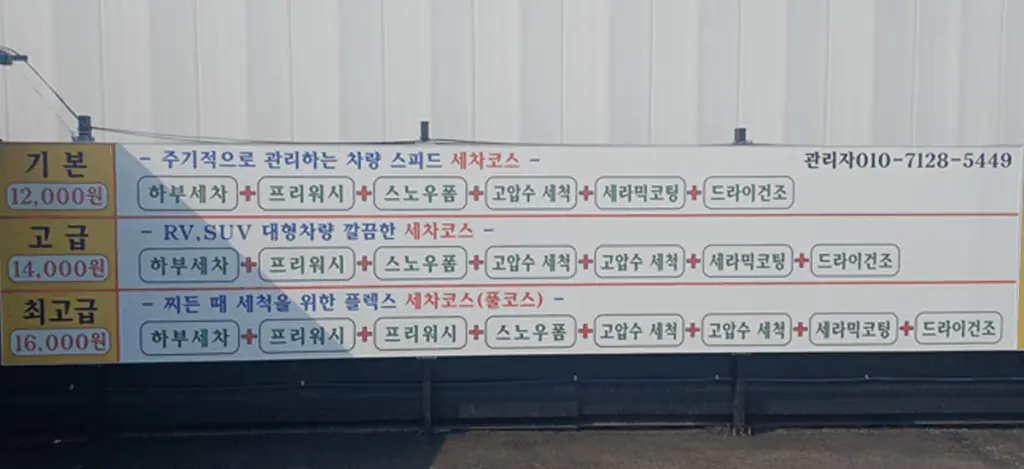 기본 - 주기적으로 관리하는 차량 스피드 세차코스 - 관리자010-7128-5449
12,000원 하부세차+프리워시+스노우폼+고압수 세척+세라믹코팅+드라이건조
고급 - RV,SUV 대형차량 깔끔한 세차코스 -
14,000원 하부세차+프리워시+스노우폼+고압수 세척+고압수 세척+세라믹코팅+드라이건조
최고급 - 찌든 때 세척을 위한 플렉스 세차코스(풀코스) -
16,000원 하부세차+프리워시+프리워시+스노우폼+고압수 세척+고압수 세척+세라믹코팅+드라이건조